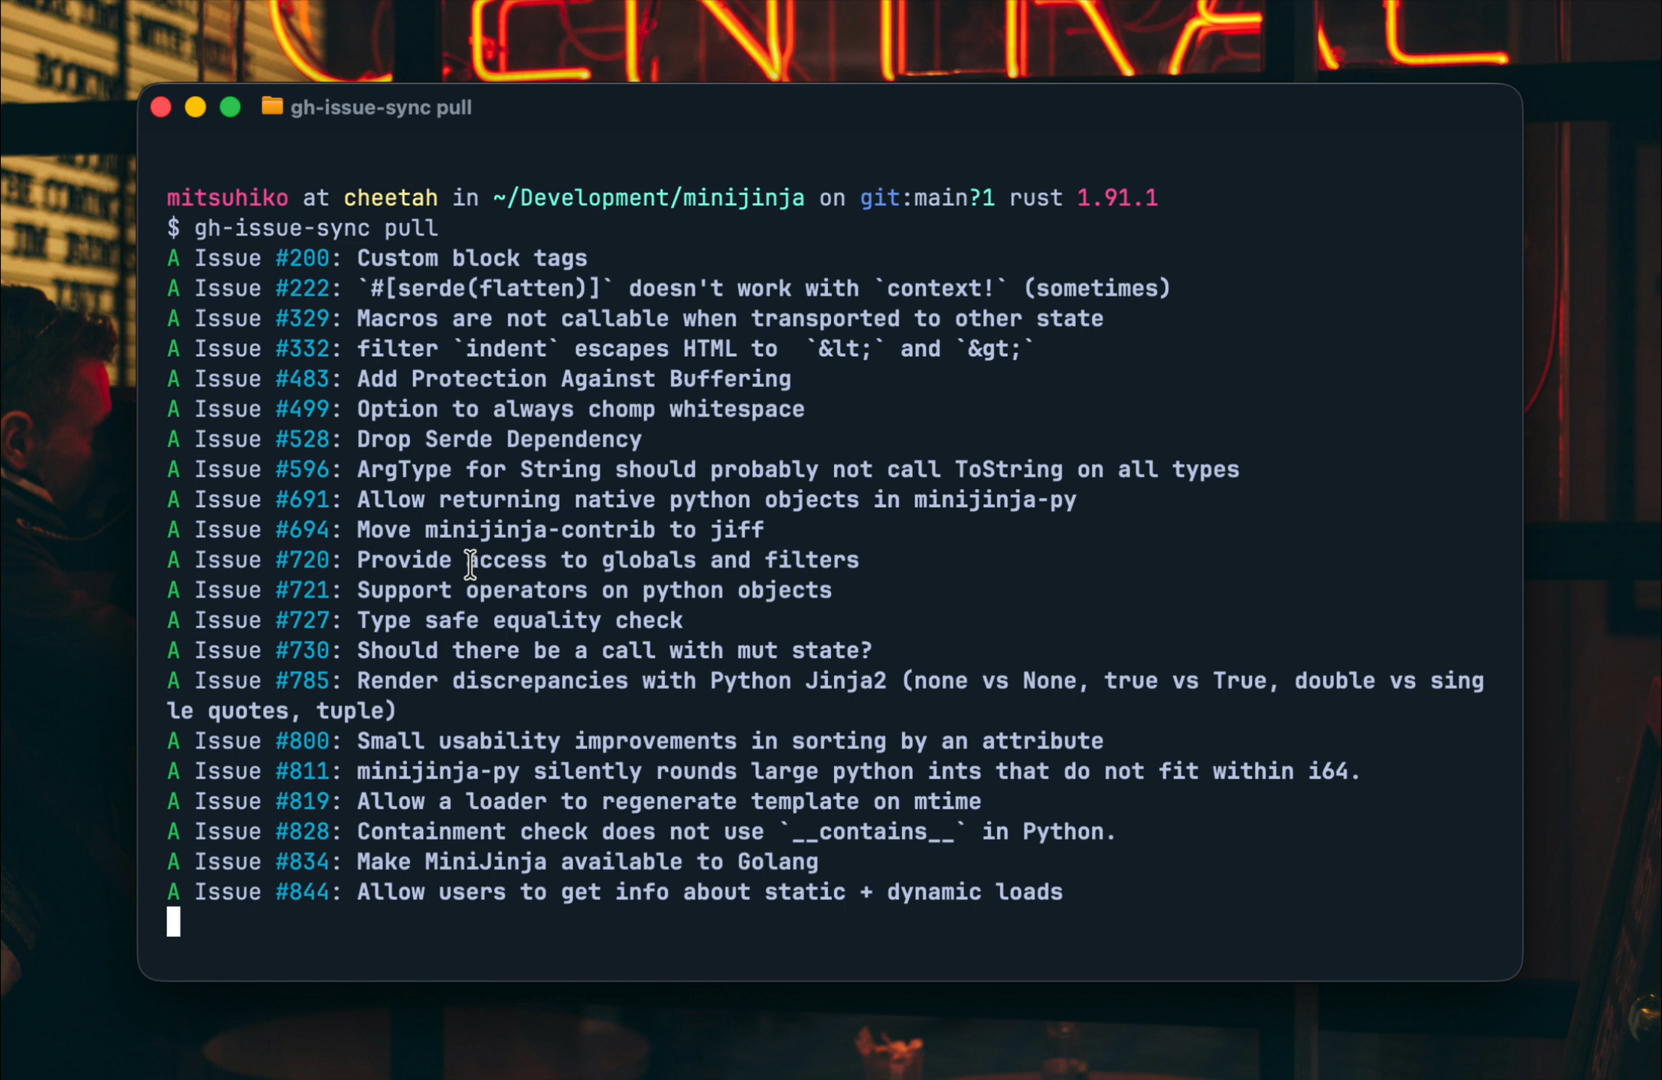 CENTRAL
gh-issue-sync pull
mitsuhiko at cheetah in ~/Development/minijinja on git:main?1 rust 1.91.1
$ gh-issue-sync pull
A Issue #200: Custom block tags
A Issue #222: `#[serde(flatten)]` doesn't work with `context!` (sometimes)
A Issue #329: Macros are not callable when transported to other state
A Issue #332: filter `indent` escapes HTML to  `&lt;` and `&gt;`
A Issue #483: Add Protection Against Buffering
A Issue #499: Option to always chomp whitespace
A Issue #528: Drop Serde Dependency
A Issue #596: ArgType for String should probably not call ToString on all types
A Issue #691: Allow returning native python objects in minijinja-py
A Issue #694: Move minijinja-contrib to jiff
A Issue #720: Provide access to globals and filters
A Issue #721: Support operators on python objects
A Issue #727: Type safe equality check
A Issue #730: Should there be a call with mut state?
A Issue #785: Render discrepancies with Python Jinja2 (none vs None, true vs True, double vs sing
le quotes, tuple)
A Issue #800: Small usability improvements in sorting by an attribute
A Issue #811: minijinja-py silently rounds large python ints that do not fit within i64.
A Issue #819: Allow a loader to regenerate template on mtime
A Issue #828: Containment check does not use `__contains__` in Python.
A Issue #834: Make MiniJinja available to Golang
A Issue #844: Allow users to get info about static + dynamic loads